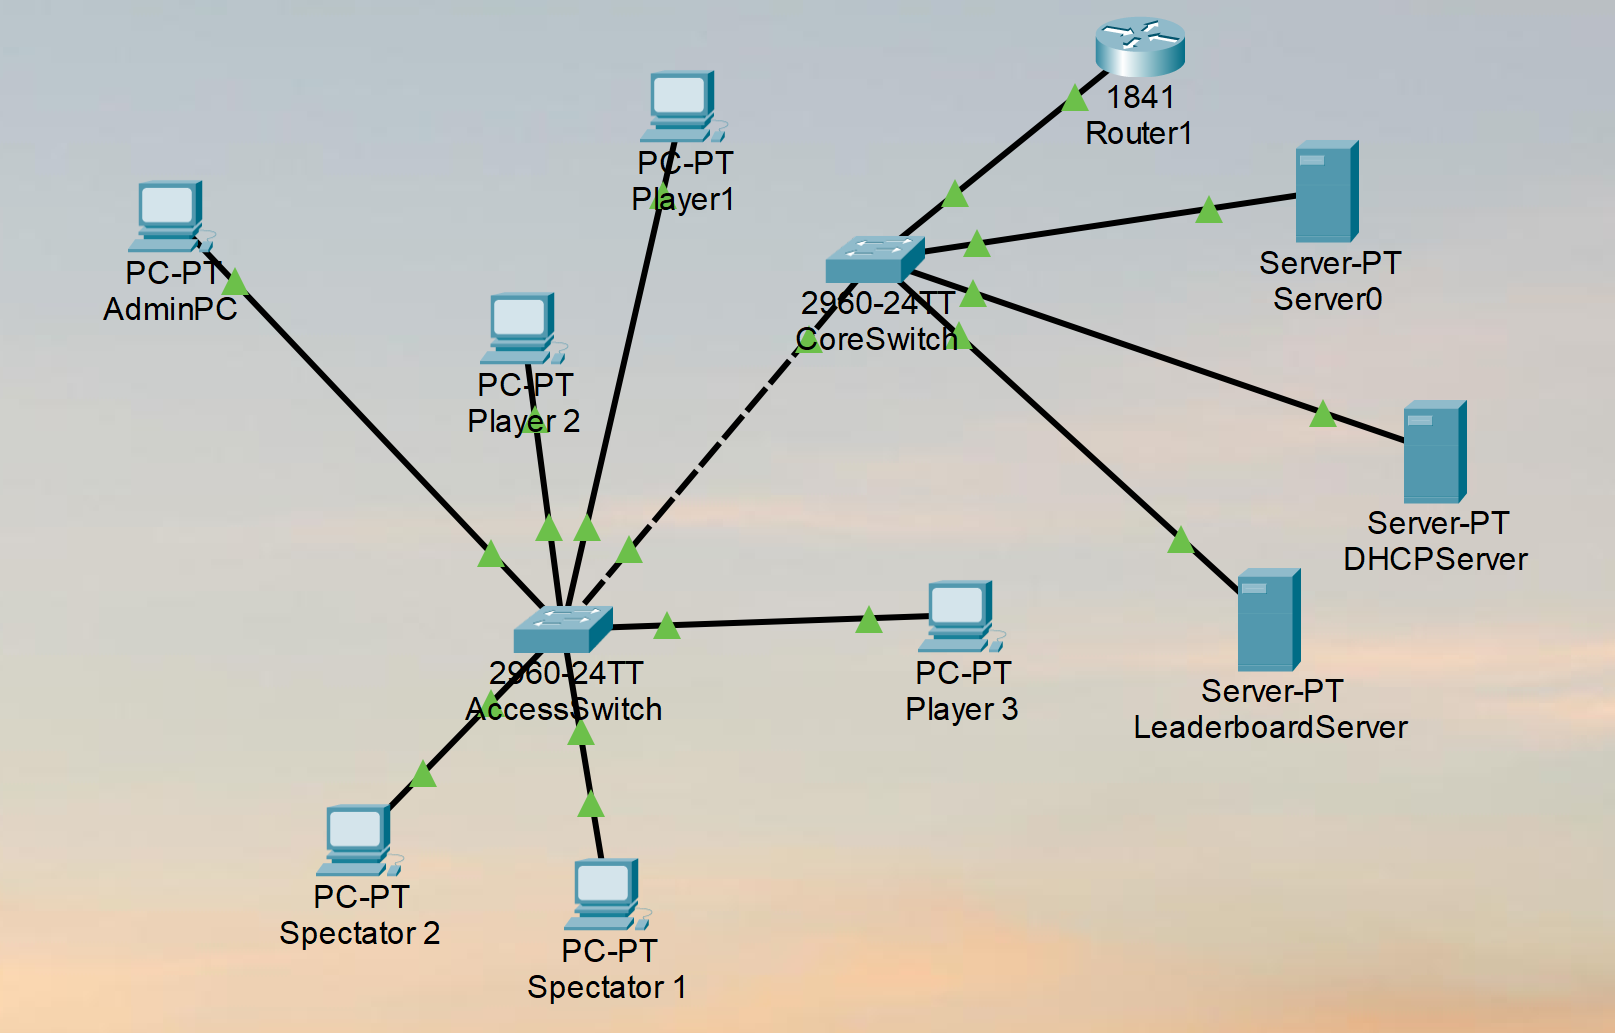 1841
Router1
PC-PT
Player1
PC-PT
AdminPC
Server-PT
Server0
2960-24TT
CoreSwitch
PC-PT
Player 2
Server-PT
DHCPServer
2960-24TT
AccessSwitch
PC-PT
Player 3
Server-PT
LeaderboardServer
PC-PT
Spectator 2
PC-PT
Spectator 1